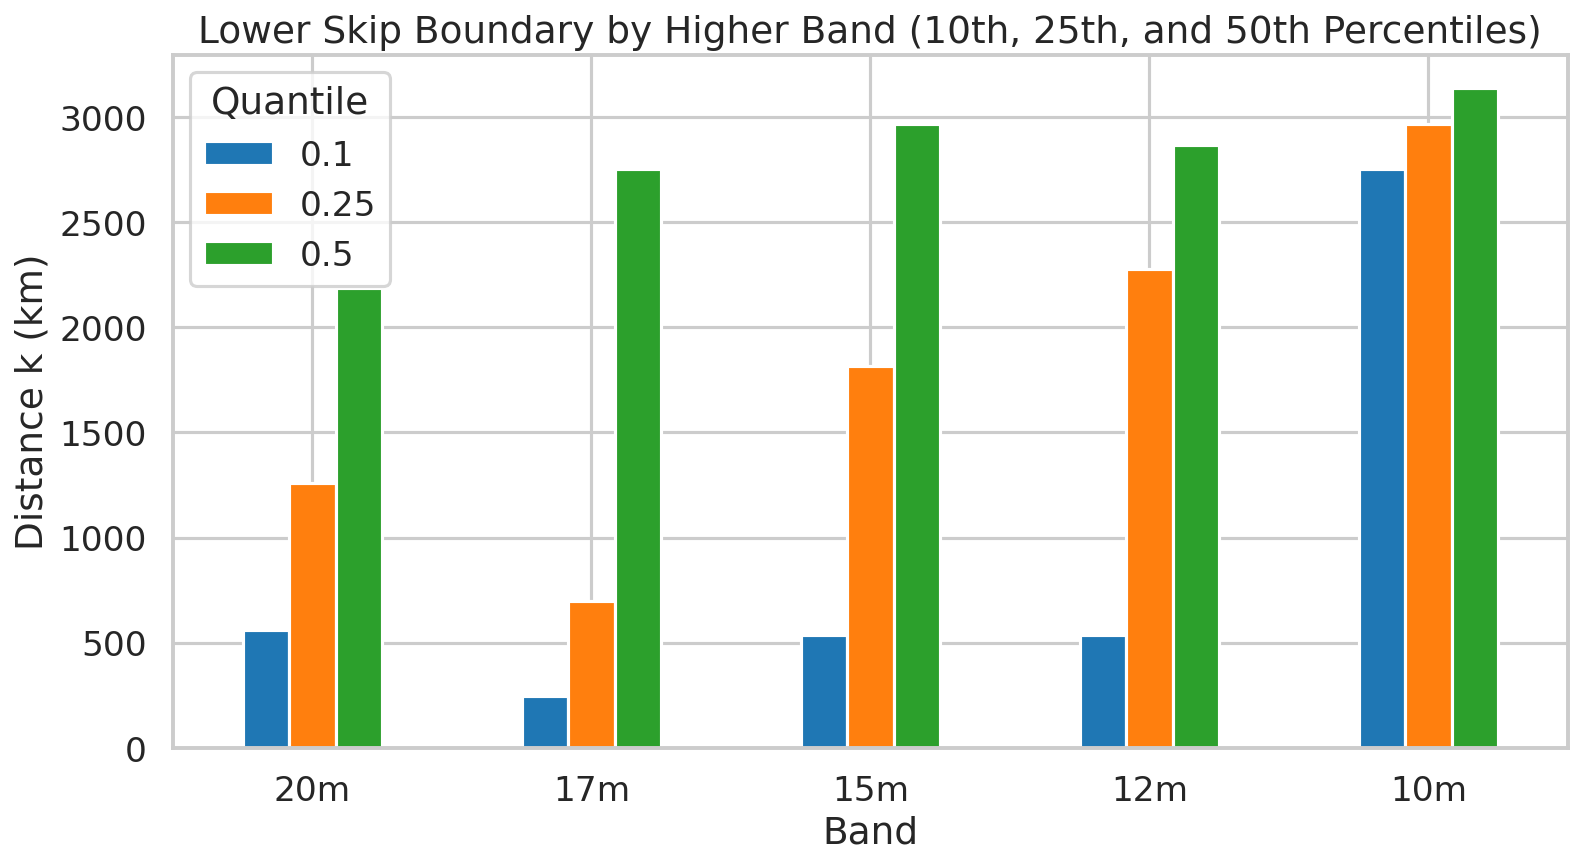 Lower Skip Boundary by Higher Band (10th, 25th, and 50th Percentiles)
Quantile
0.1
0.25
0.5
Distance k (km)
3000
2500
2000
1500
1000
500
0
20m 17m 15m 12m 10m
Band